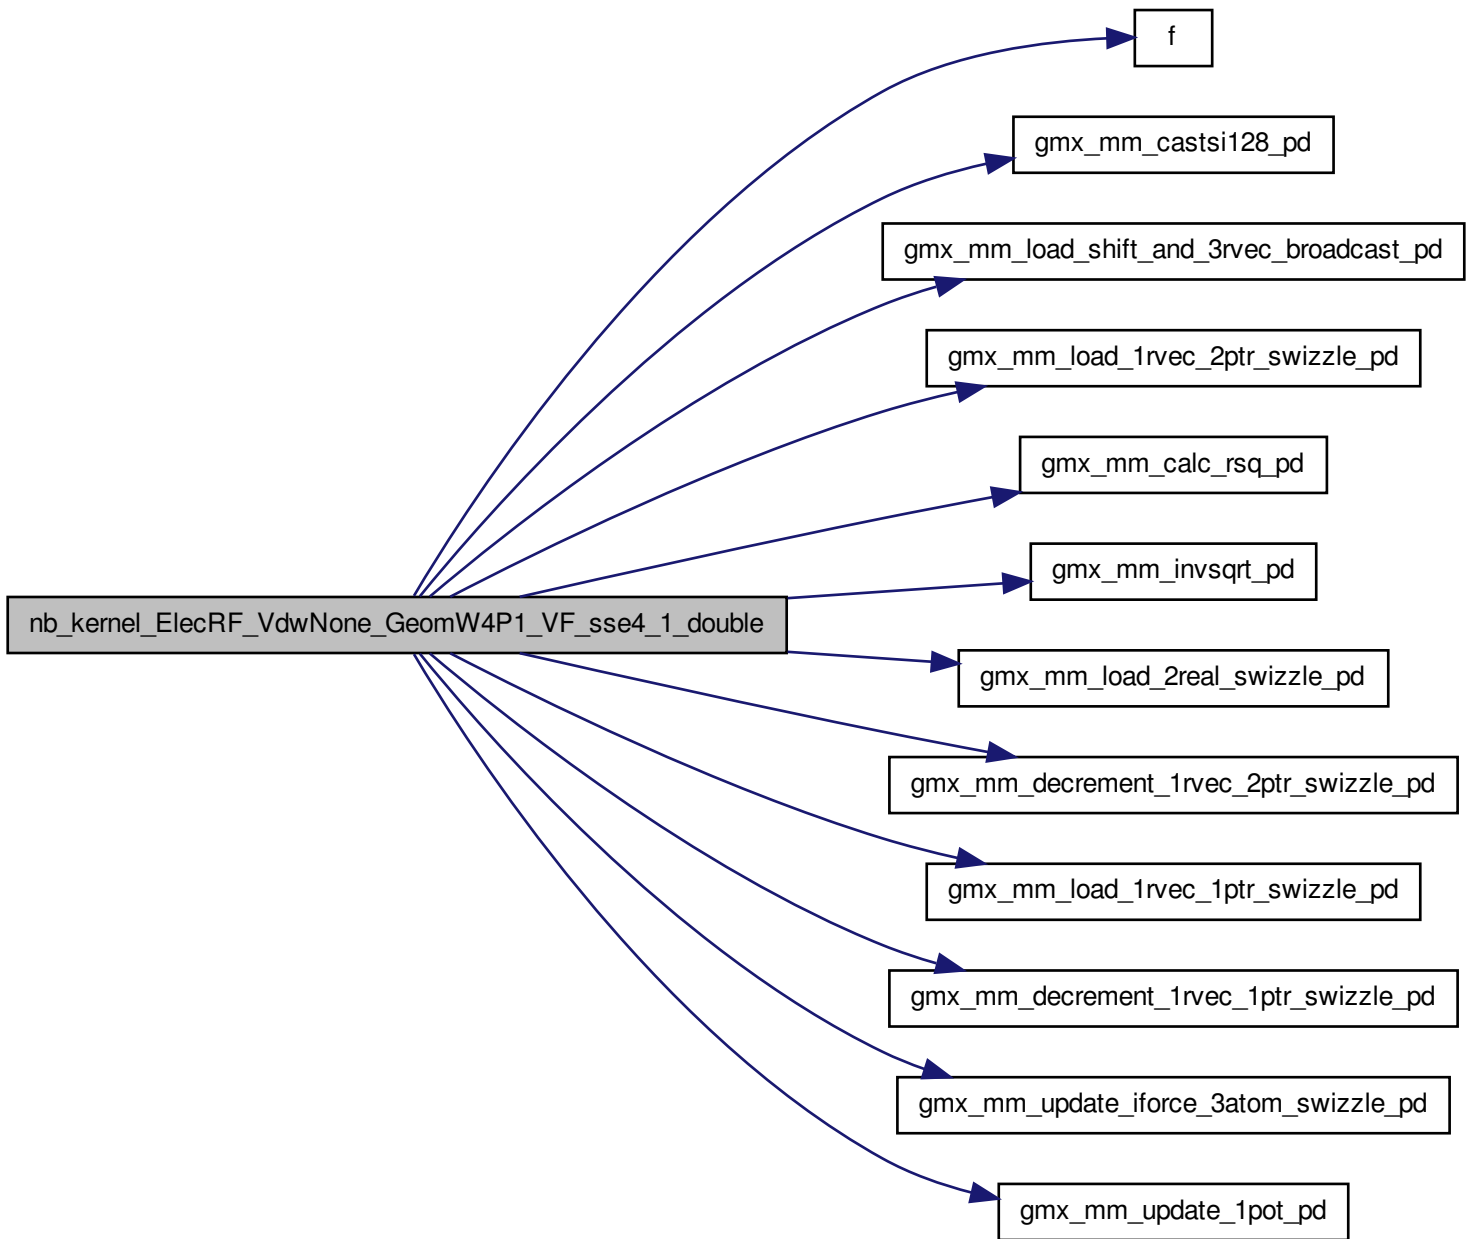 f
gmx_mm_castsi128_pd
gmx_mm_load_shift_and_3rvec_broadcast_pd
gmx_mm_load_1rvec_2ptr_swizzle_pd
gmx_mm_calc_rsq_pd
gmx_mm_invsqrt_pd
nb_kernel_ElecRF_VdwNone_GeomW4P1_VF_sse4_1_double
gmx_mm_load_2real_swizzle_pd
gmx_mm_decrement_1rvec_2ptr_swizzle_pd
gmx_mm_load_1rvec_1ptr_swizzle_pd
gmx_mm_decrement_1rvec_1ptr_swizzle_pd
gmx_mm_update_iforce_3atom_swizzle_pd
gmx_mm_update_1pot_pd